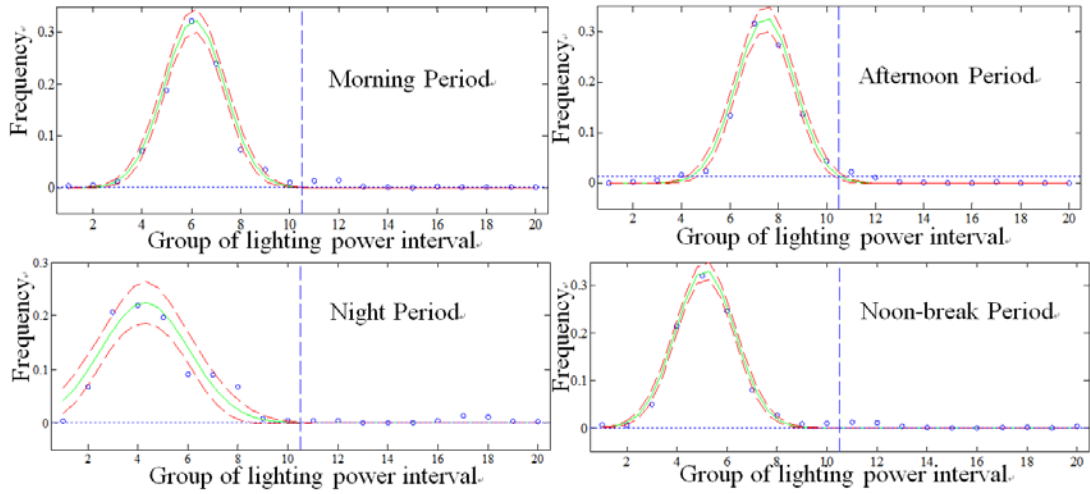 Frequency
0.3
0.2
0.1
0
Morning Period
2 4 6 8 10 12 14 16 18 20
Group of lighting power interval
Frequency
0.3
0.2
0.1
0
Afternoon Period
2 4 6 8 10 12 14 16 18 20
Group of lighting power interval
Frequency
0.3
0.2
0.1
0
Night Period
2 4 6 8 10 12 14 16 18 20
Group of lighting power interval
Frequency
0.3
0.2
0.1
0
Noon-break Period
2 4 6 8 10 12 14 16 18 20
Group of lighting power interval